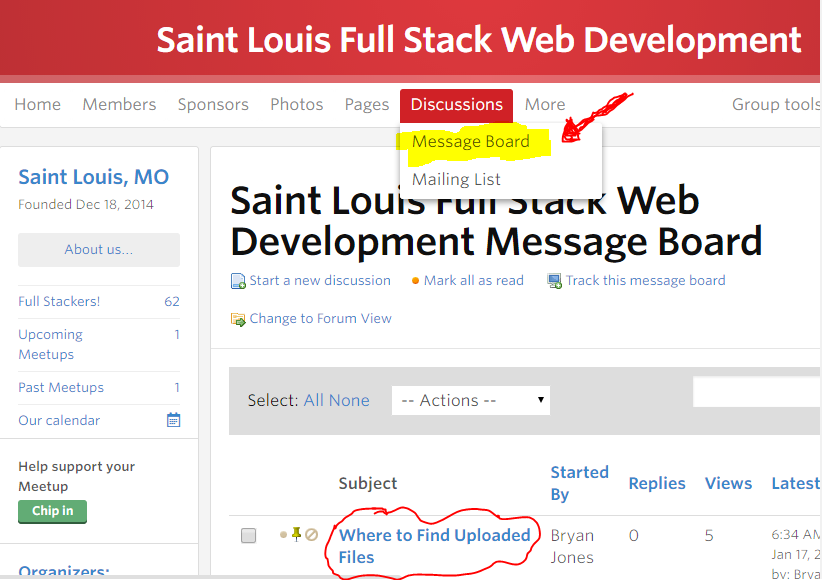 Saint Louis Full Stack Web Development
Home Members Sponsors Photos Pages Discussions More Group tools
Message Board
Mailing List
Saint Louis, MO
Founded Dec 18, 2014
About us...
Full Stackers! 62
Upcoming Meetups 1
Past Meetups 1
Our calendar
Help support your
Meetup
Chip in
Organizers:
Saint Louis Full Stack Web
Development Message Board
Start a new discussion Mark all as read Track this message board
Change to Forum View
Select: All None -- Actions --
Subject Started By Replies Views Latest
Where to Find Uploaded
Files
Bryan
Jones
0 5
6:34 AM
Jan 17, 2
by: Brya